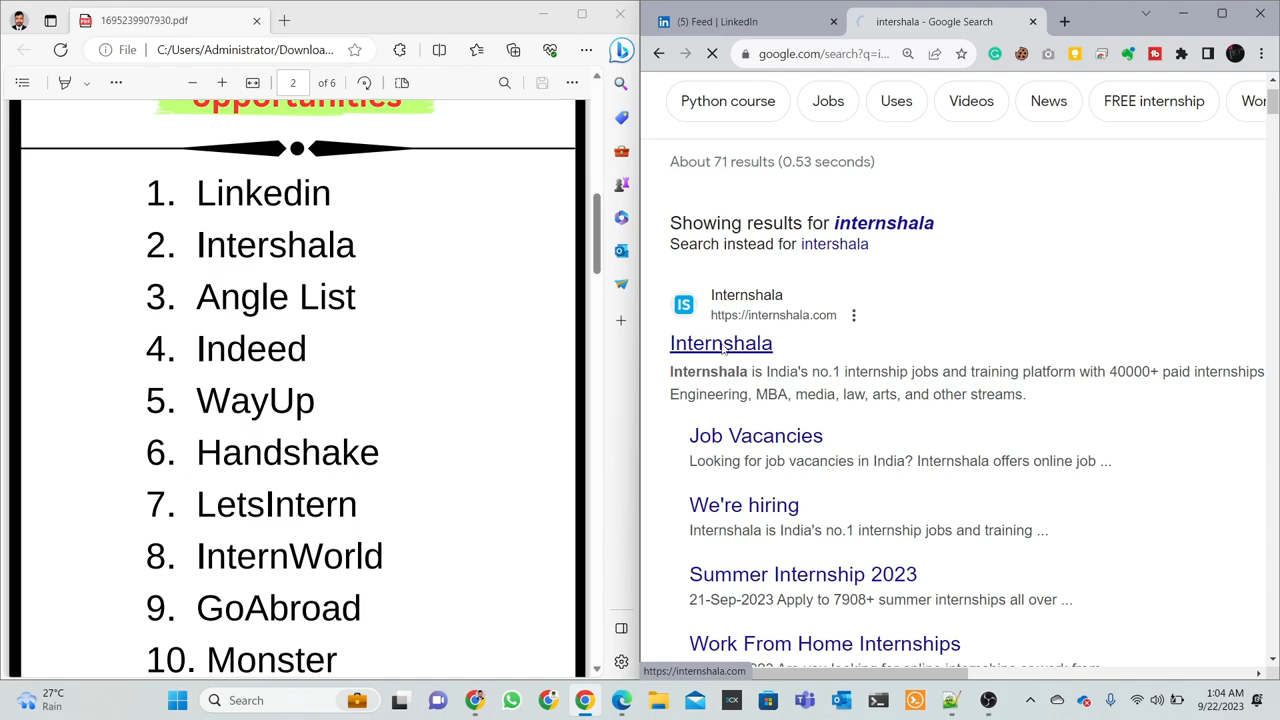 1695239907930.pdf
File
C:/Users/Administrator/Downloa...
2
of 6
opportunities
1. Linkedin
2. Intershala
3. Angle List
4. Indeed
5. WayUp
6. Handshake
7. LetsIntern
8. InternWorld
9. GoAbroad
10. Monster
(5) Feed | LinkedIn
intershala - Google Search
google.com/search?q=i...
Python course
Jobs
Uses
Videos
News
FREE internship
Wor
About 71 results (0.53 seconds)
Showing results for internshala
Search instead for intershala
IS
Internshala
https://internshala.com
Internshala
Internshala is India's no.1 internship jobs and training platform with 40000+ paid internships
Engineering, MBA, media, law, arts, and other streams.
Job Vacancies
Looking for job vacancies in India? Internshala offers online job ...
We're hiring
Internshala is India's no.1 internship jobs and training ...
Summer Internship 2023
21-Sep-2023 Apply to 7908+ summer internships all over ...
Work From Home Internships
https://internshala.com
27°C
Rain
Search
1:04 AM
9/22/2023